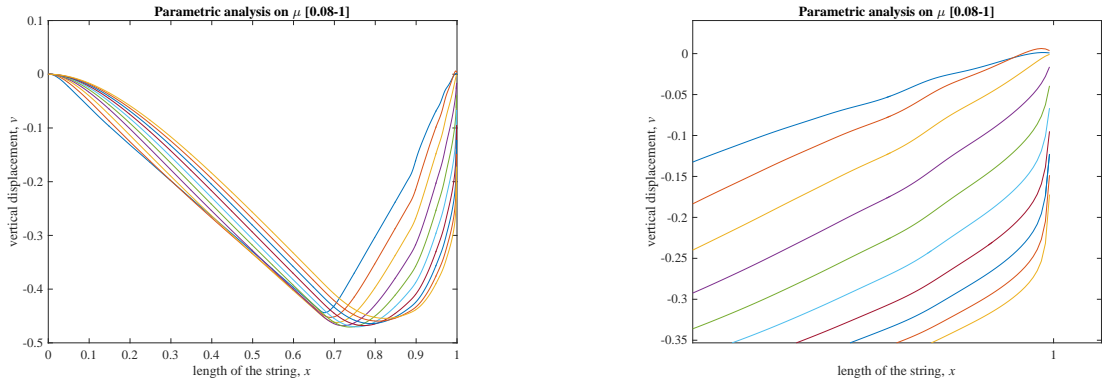 Parametric analysis on μ [0.08-1]
0.1
0
-0.1
-0.2
-0.3
-0.4
-0.5
vertical displacement, v
0 0.1 0.2 0.3 0.4 0.5 0.6 0.7 0.8 0.9 1
length of the string, x
Parametric analysis on μ [0.08-1]
0
-0.05
-0.1
-0.15
-0.2
-0.25
-0.3
-0.35
vertical displacement, v
1
length of the string, x